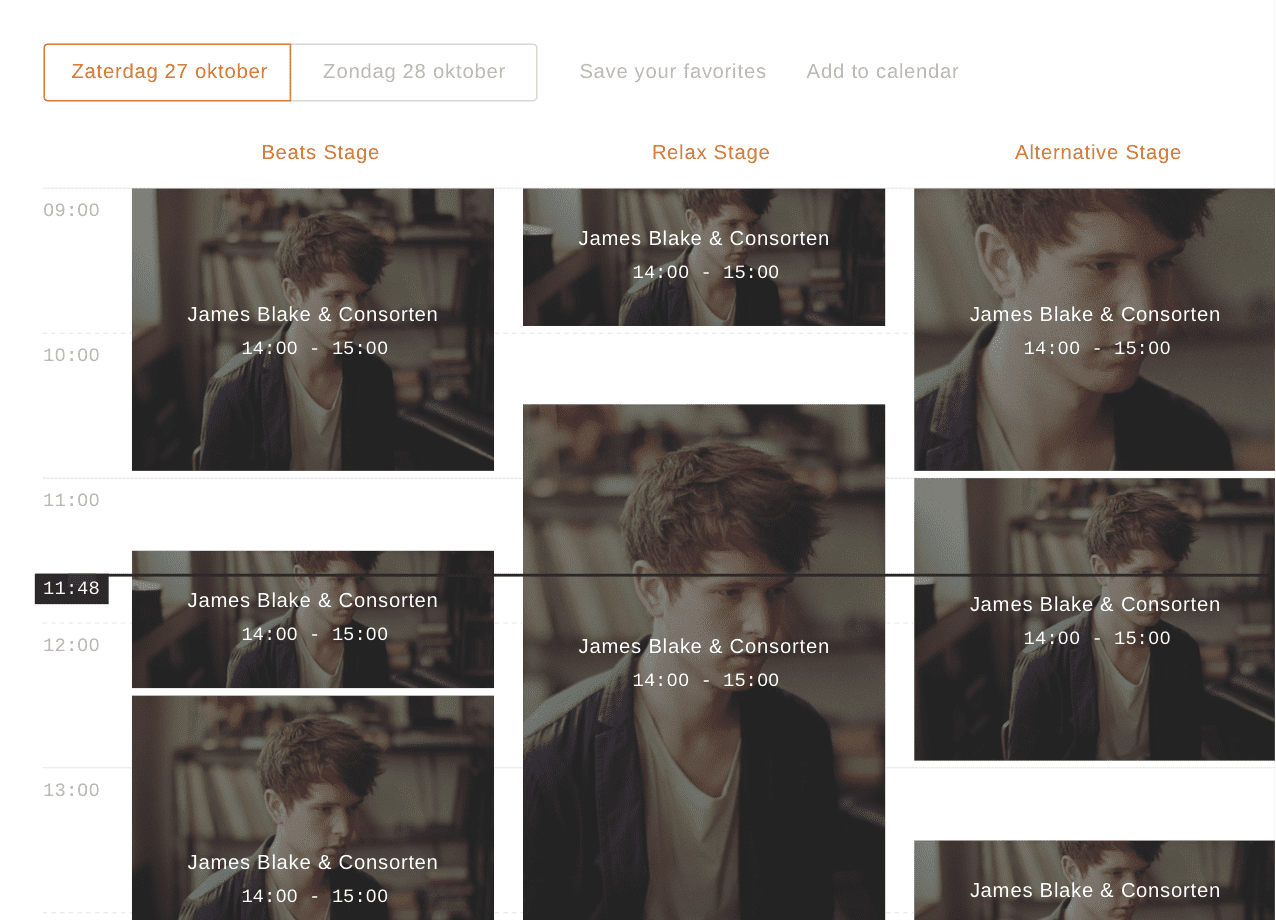 Zaterdag 27 oktober
Zondag 28 oktober
Save your favorites
Add to calendar
Beats Stage
Relax Stage
Alternative Stage
09:00
James Blake & Consorten
14:00 - 15:00
James Blake & Consorten
14:00 - 15:00
James Blake & Consorten
14:00 - 15:00
10:00
11:00
11:48
James Blake & Consorten
14:00 - 15:00
James Blake & Consorten
14:00 - 15:00
12:00
James Blake & Consorten
14:00 - 15:00
13:00
James Blake & Consorten
14:00 - 15:00
James Blake & Consorten